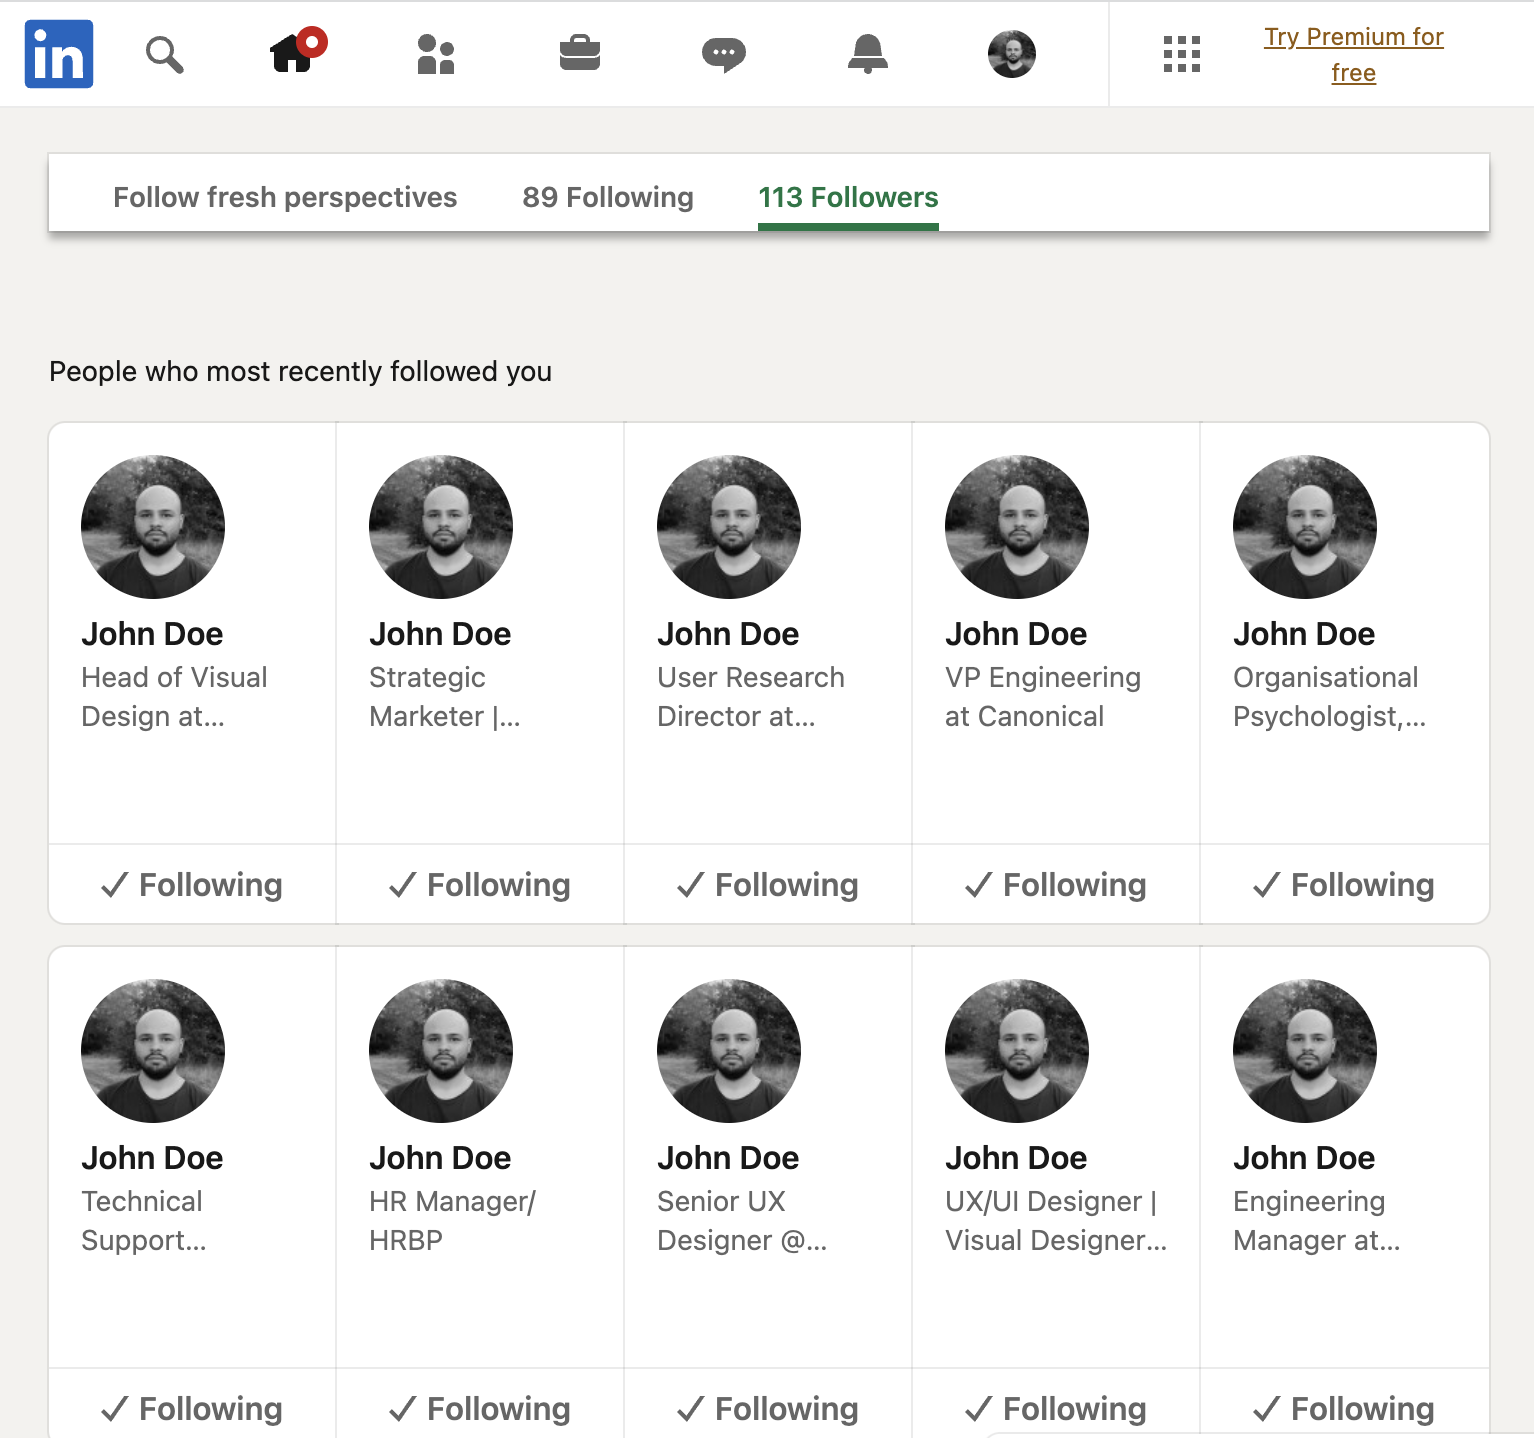 in
Try Premium for
free
Follow fresh perspectives
89 Following
113 Followers
People who most recently followed you
John Doe
Head of Visual
Design at...
Following
John Doe
Strategic
Marketer |...
Following
John Doe
User Research
Director at...
Following
John Doe
VP Engineering
at Canonical
Following
John Doe
Organisational
Psychologist,...
Following
John Doe
Technical
Support...
Following
John Doe
HR Manager/
HRBP
Following
John Doe
Senior UX
Designer @...
Following
John Doe
UX/UI Designer |
Visual Designer...
Following
John Doe
Engineering
Manager at...
Following